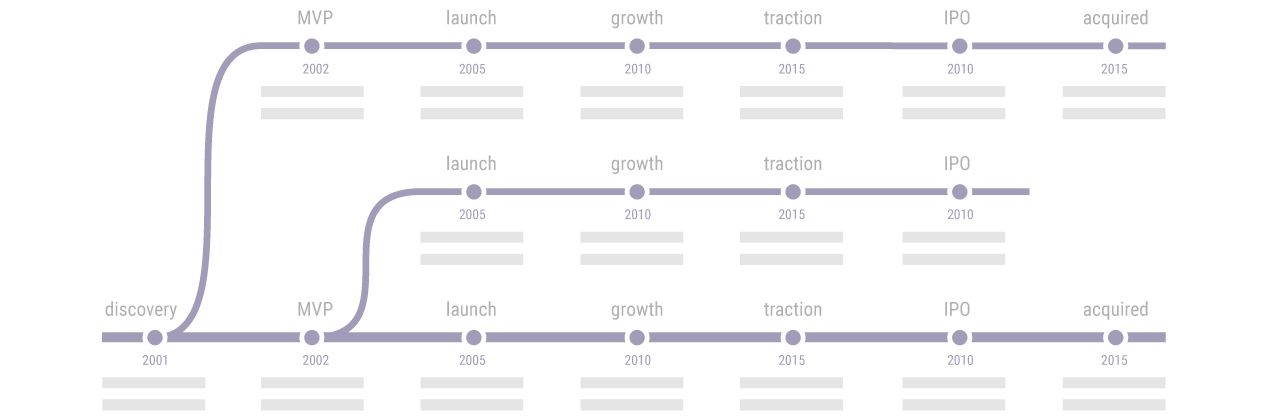 MVP launch growth traction IPO acquired
2002 2005 2010 2015 2010 2015
launch growth traction IPO
2005 2010 2015 2010
discovery MVP launch growth traction IPO acquired
2001 2002 2005 2010 2015 2010 2015